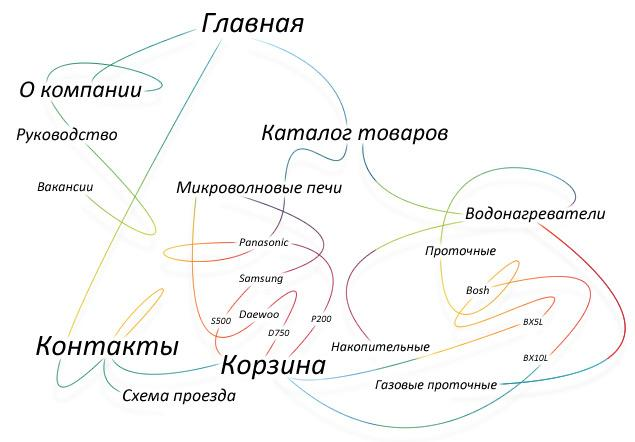 Главная
О компании
Руководство
Каталог товаров
Вакансии
Микроволновые печи
Водонагреватели
Panasonic
Проточные
Samsung
Bosh
Daewoo
S500
P200
BX5L
D750
Контакты
Накопительные
BX10L
Корзина
Газовые проточные
Схема проезда